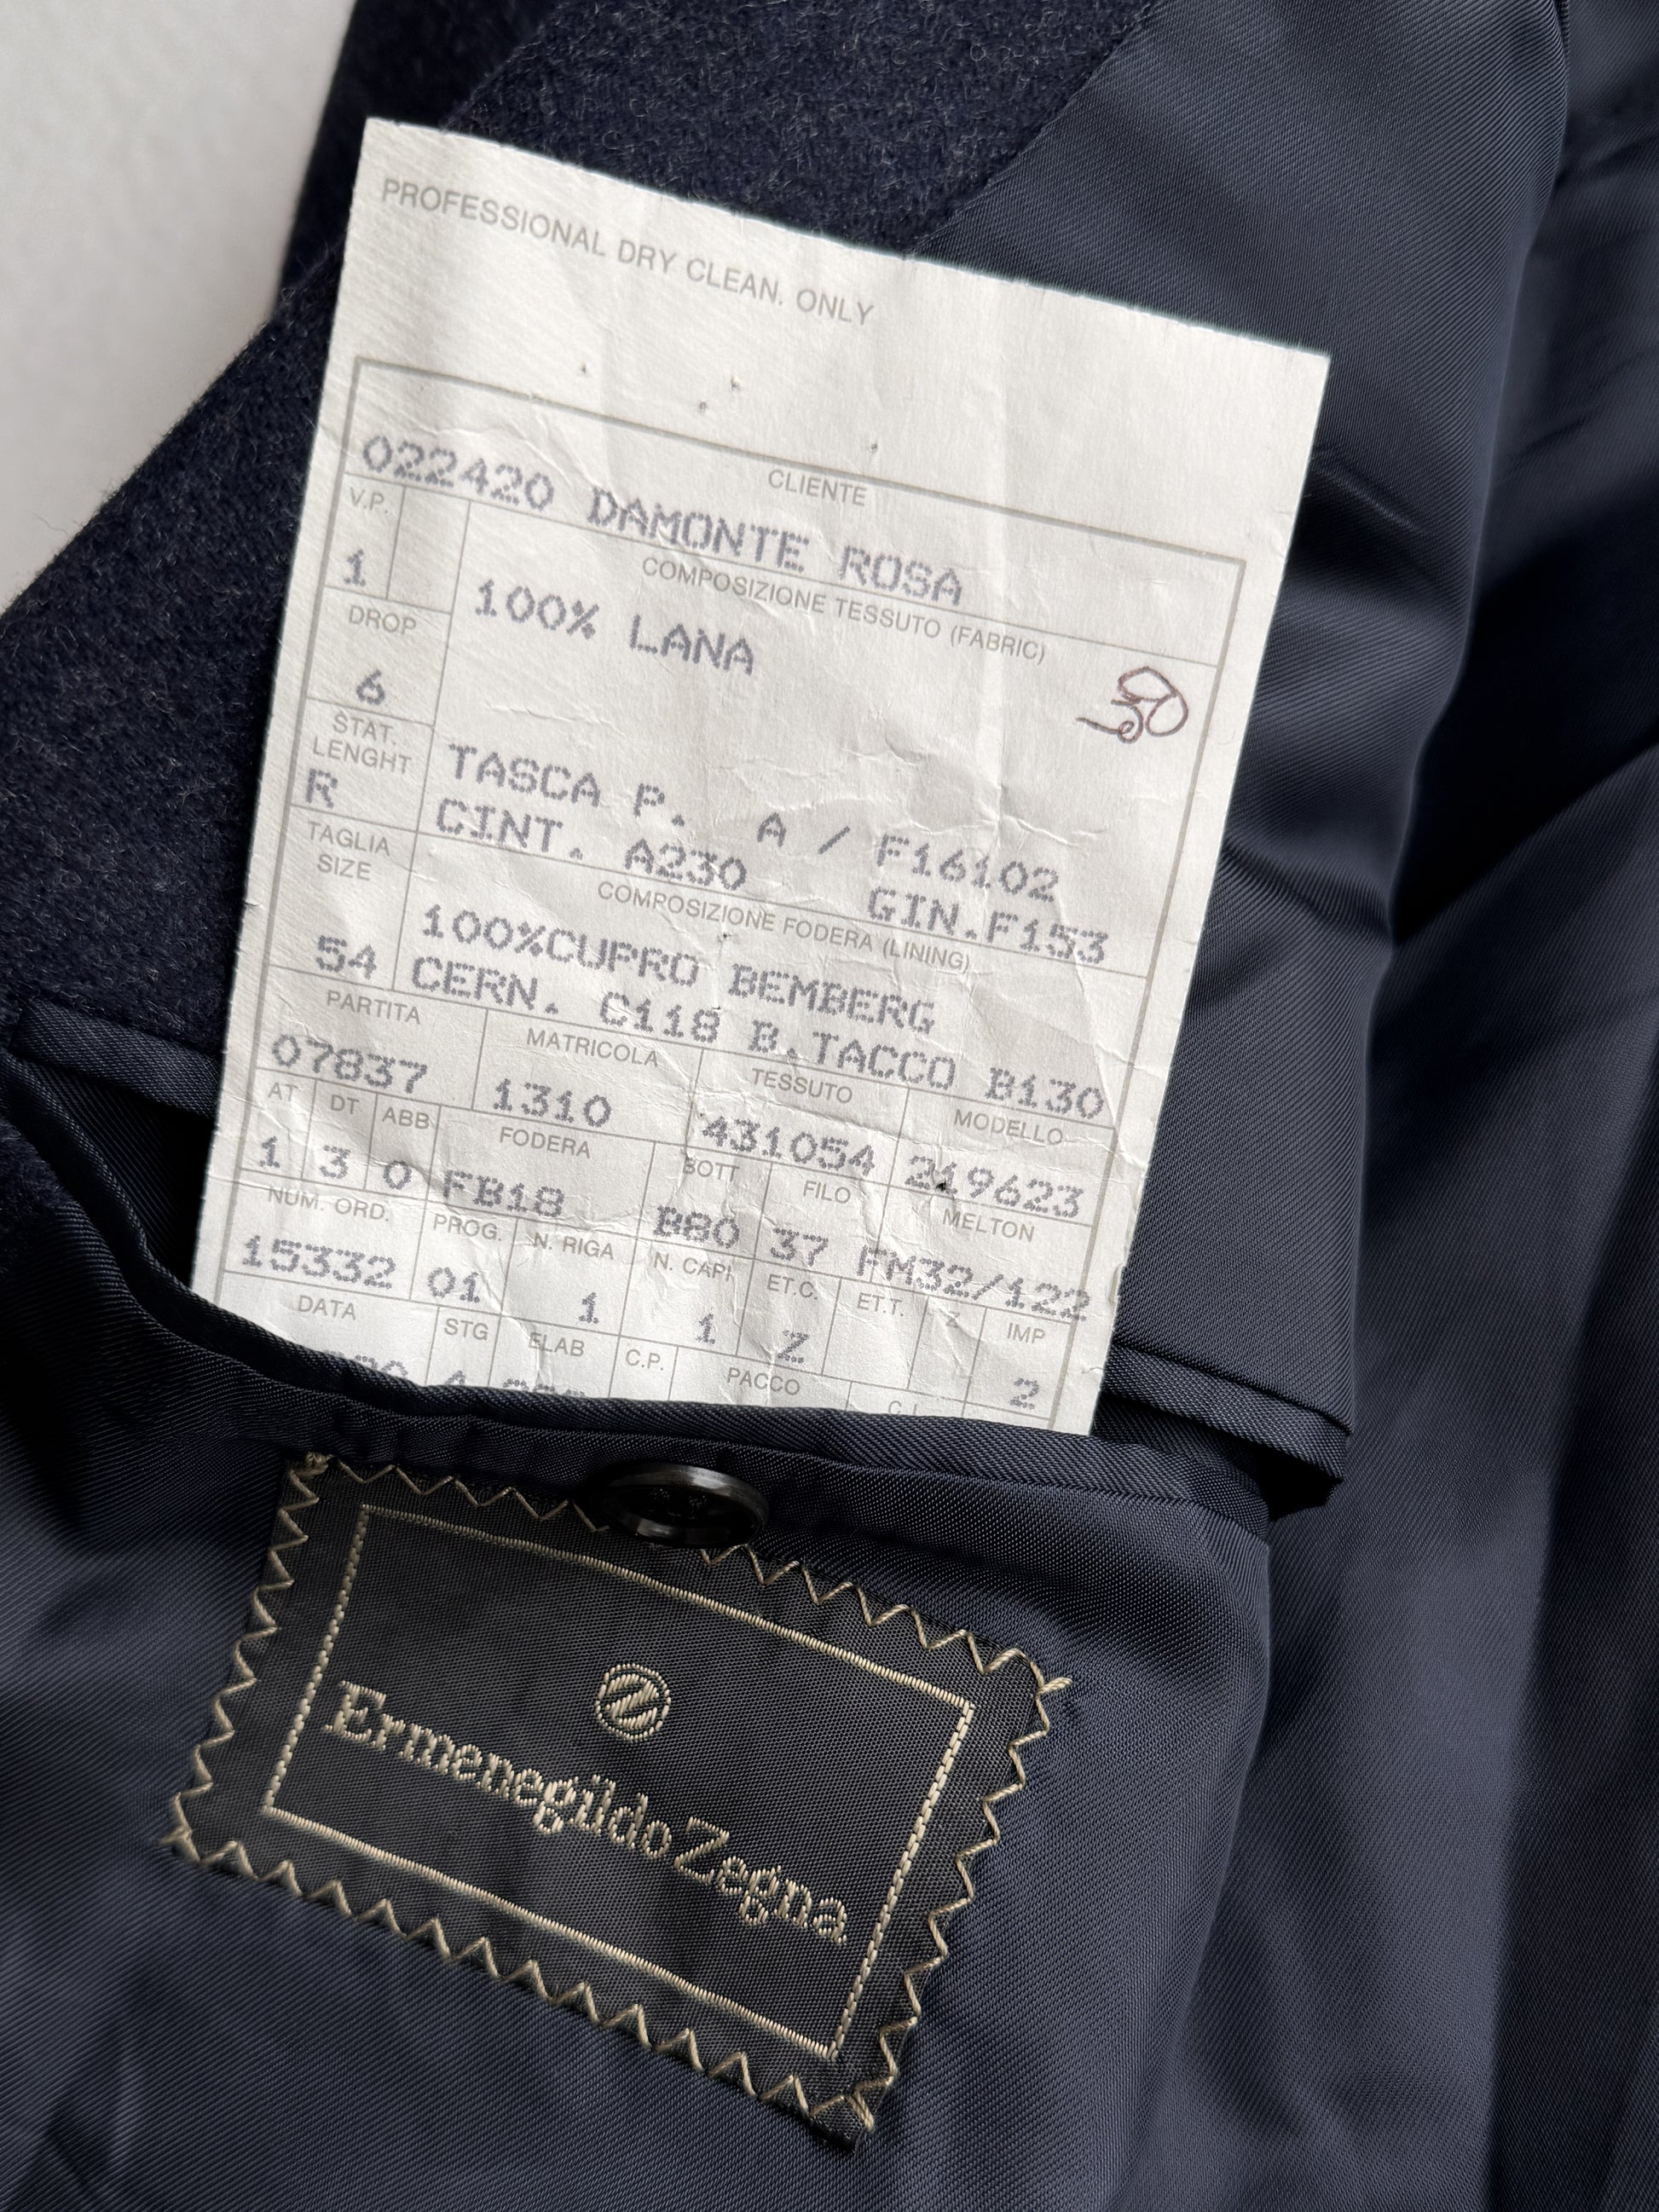 PROFESSIONAL DRY CLEAN. ONLY
CLIENTE
022420 DAMONTE ROSA
V.P.
1
COMPOSIZIONE TESSUTO (FABRIC)
100% LANA
DROP
6
STAT.
LENGHT
R
TASCA P. A / F16102
CINT. A230 GIN.F153
TAGLIA
SIZE
54
COMPOSIZIONE FODERA (LINING)
100%CUPRO BEMBERG
CERN. C118 B.TACCO B130
PARTITA MATRICOLA TESSUTO MODELLO
07837 1310 431054 219623
AT DT ABB FODERA BOTT FILO MELTON
1 3 0 FB18 B80 37 FM32/122
NUM. ORD. PROG. N. RIGA N. CAPI ET.C. ET.T. Z IMP
15332 01 1 1 Z 2
DATA STG ELAB C.P. PACCO
Z
Ermenegildo Zegna